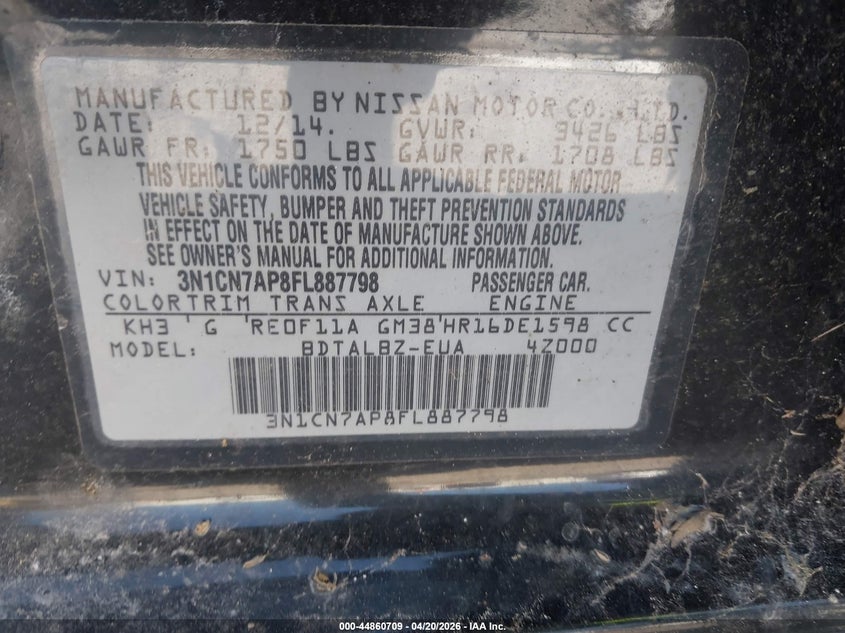 MANUFACTURED BY NISSAN MOTOR CO., LTD.
DATE: 12/14. GVWR: 3426 LBS
GAWR FR: 1750 LBS GAWR RR: 1708 LBS
THIS VEHICLE CONFORMS TO ALL APPLICABLE FEDERAL MOTOR
VEHICLE SAFETY, BUMPER AND THEFT PREVENTION STANDARDS
IN EFFECT ON THE DATE OF MANUFACTURE SHOWN ABOVE.
SEE OWNER'S MANUAL FOR ADDITIONAL INFORMATION.
VIN: 3N1CN7AP8FL887798 PASSENGER CAR.
COLORTRIM TRANS AXLE ENGINE
KH3 G RE0F11A GM38 HR16DE1598 CC
MODEL: BDTALBZ-EUA 4Z000
3N1CN7AP8FL887798
000-44860709 - 04/20/2026 - IAA Inc.